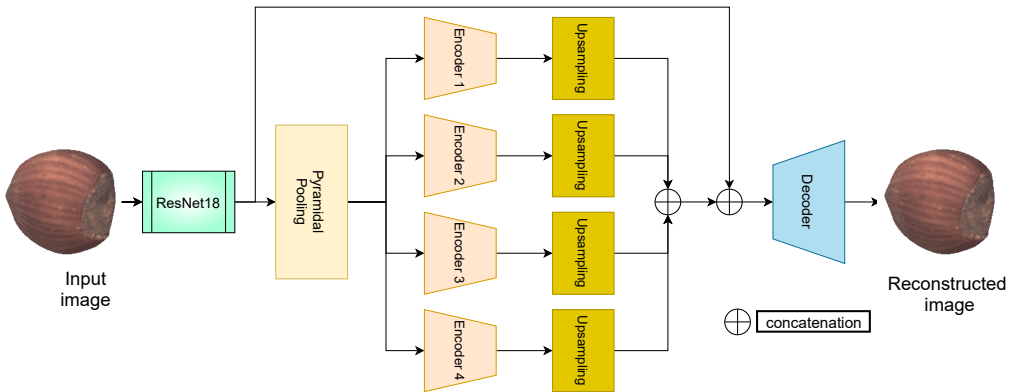 Input
image
ResNet18
Pyramidal
Pooling
Encoder 1
Upsampling
Encoder 2
Upsampling
Encoder 3
Upsampling
Encoder 4
Upsampling
Decoder
Reconstructed
image
concatenation